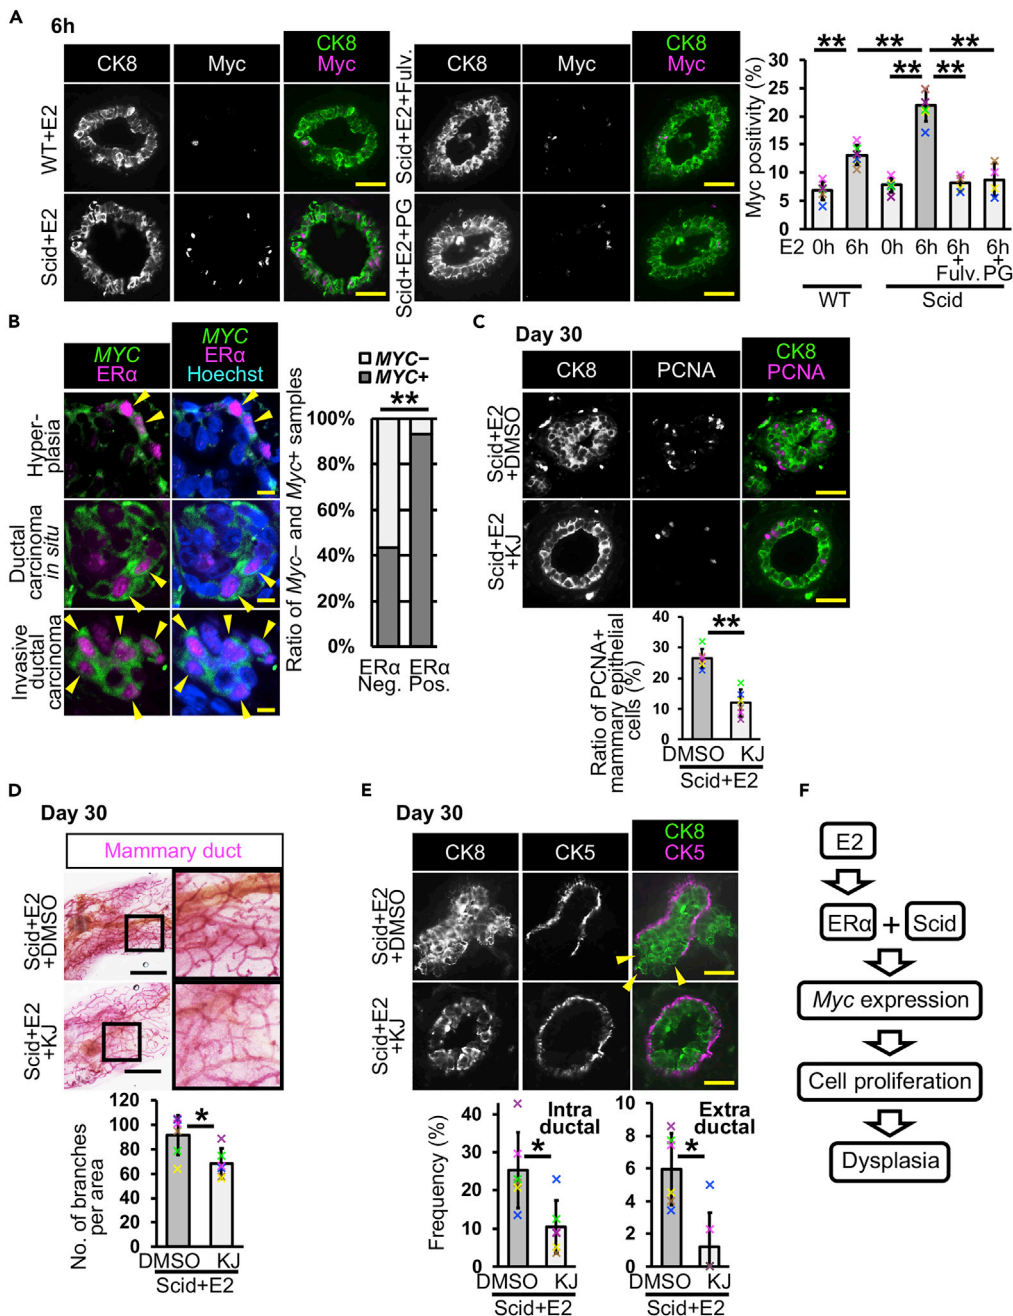 A
6h
CK8
Myc
CK8
Myc
CK8
Myc
CK8
Myc
WT+E2
Scid+E2
Scid+E2+Fulv.
Scid+E2+PG
Myc positivity (%)
30
25
20
15
10
5
0
** ** **
** **
E2 0h 6h 0h 6h 6h 6h
+ +
Fulv. PG
WT Scid
B
MYC
ERα
MYC
ERα
Hoechst
Hyper-
plasia
Ductal
carcinoma
in situ
Invasive
ductal
carcinoma
MYC−
MYC+
**
Ratio of Myc− and Myc+ samples
100%
80%
60%
40%
20%
0%
ERα ERα
Neg. Pos.
C
Day 30
CK8
PCNA
CK8
PCNA
Scid+E2
+DMSO
Scid+E2
+KJ
Ratio of PCNA+
mammary epithelial
cells (%)
40
30
20
10
0
**
DMSO KJ
Scid+E2
D
Day 30
Mammary duct
Scid+E2
+DMSO
Scid+E2
+KJ
No. of branches
per area
120
100
80
60
40
20
0
*
DMSO KJ
Scid+E2
E
Day 30
CK8
CK5
CK8
CK5
Scid+E2
+DMSO
Scid+E2
+KJ
Frequency (%)
40
30
20
10
0
Intra
ductal
*
DMSO KJ
Scid+E2
10
8
6
4
2
0
Extra
ductal
*
DMSO KJ
Scid+E2
F
E2
ERα + Scid
Myc expression
Cell proliferation
Dysplasia